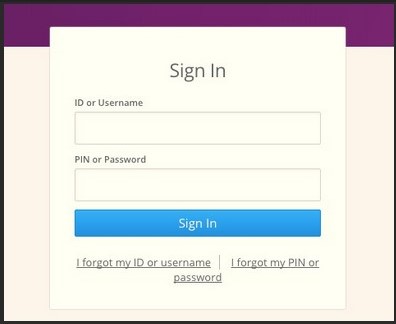 Sign In
ID or Username
PIN or Password
Sign In
I forgot my ID or username | I forgot my PIN or
password